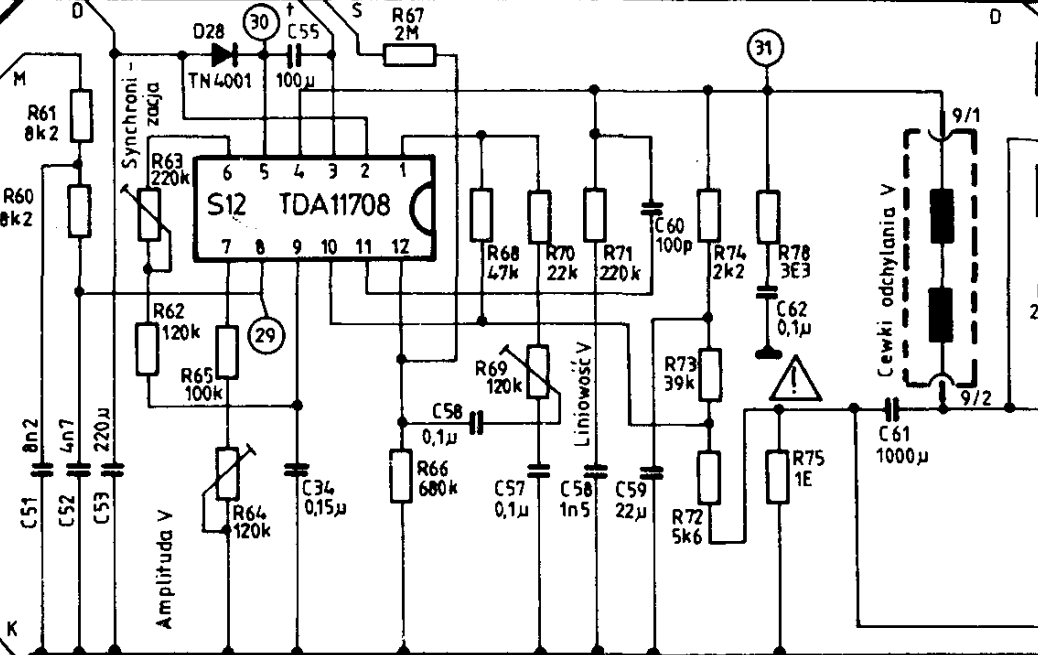 D
M
30
t
S
D
D28
C55
R67
2M
31
TN4001
100µ
Synchroni-
zacja
R61
8k2
R60
8k2
R63
220k
6
5
4
3
2
1
S12
TDA1170B
7
8
9
10
11
12
29
R62
120k
R65
100k
R64
120k
Amplituda V
C51
8n2
C52
4n7
C53
220µ
C34
0,15µ
R68
47k
R70
22k
R71
220k
C60
100p
R74
2k2
R78
3E3
C62
0,1µ
Cewki odchylania V
9/1
9/2
R69
120k
Liniowość V
C58
0,1µ
R66
680k
C57
0,1µ
C58
1n5
C59
22µ
R73
39k
R72
5k6
R75
1E
C61
1000µ
!
2
K